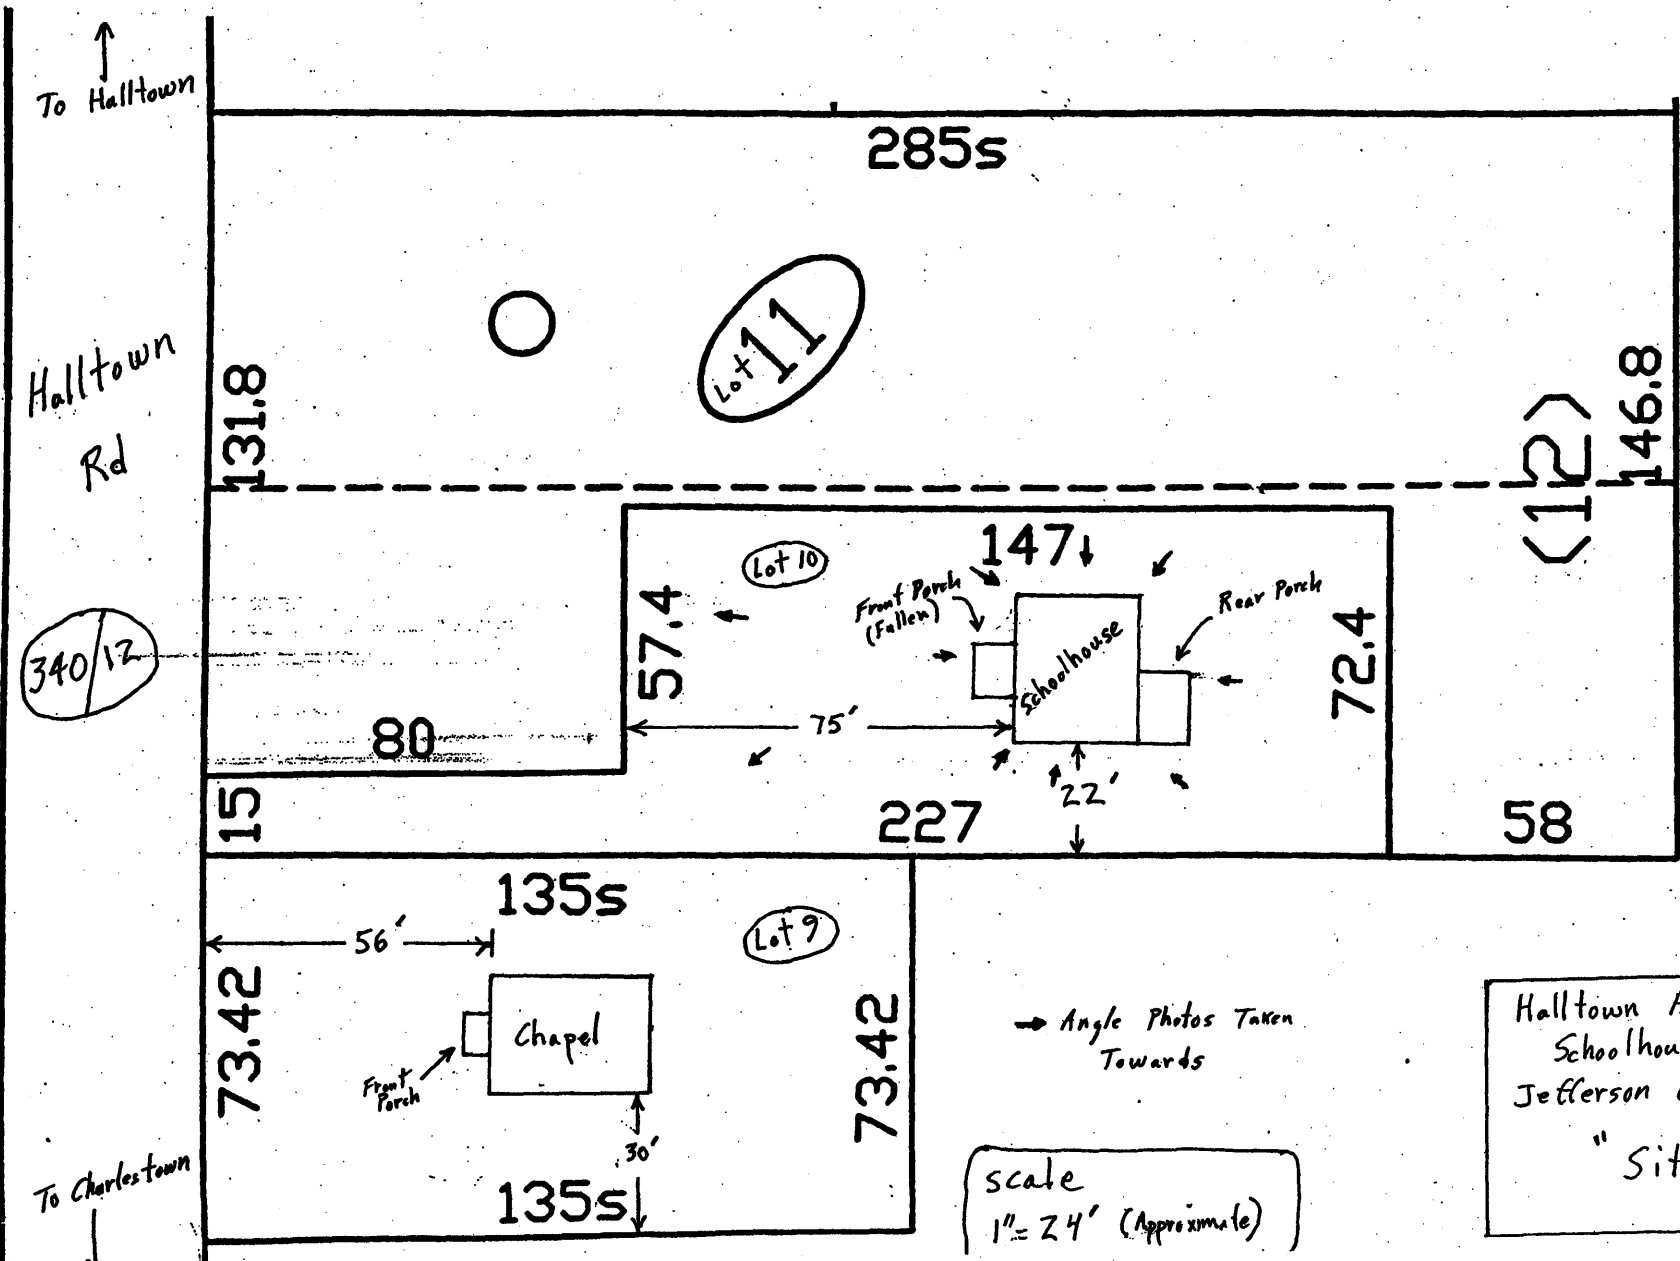 To Halltown
285s
Lot 11
131.8
146.8
Halltown
Rd
(12)
Lot 10
147
Front Porch
(Fallen)
Rear Porch
57.4
Schoolhouse
72.4
340/12
75'
80
22'
15
227
58
135s
Lot 9
56'
73.42
Chapel
73.42
Front
Porch
30'
135s
To Charlestown
Angle Photos Taken
Towards
scale
1"= 24' (Approximate)
Halltown
Schoolhou
Jefferson
" Sit